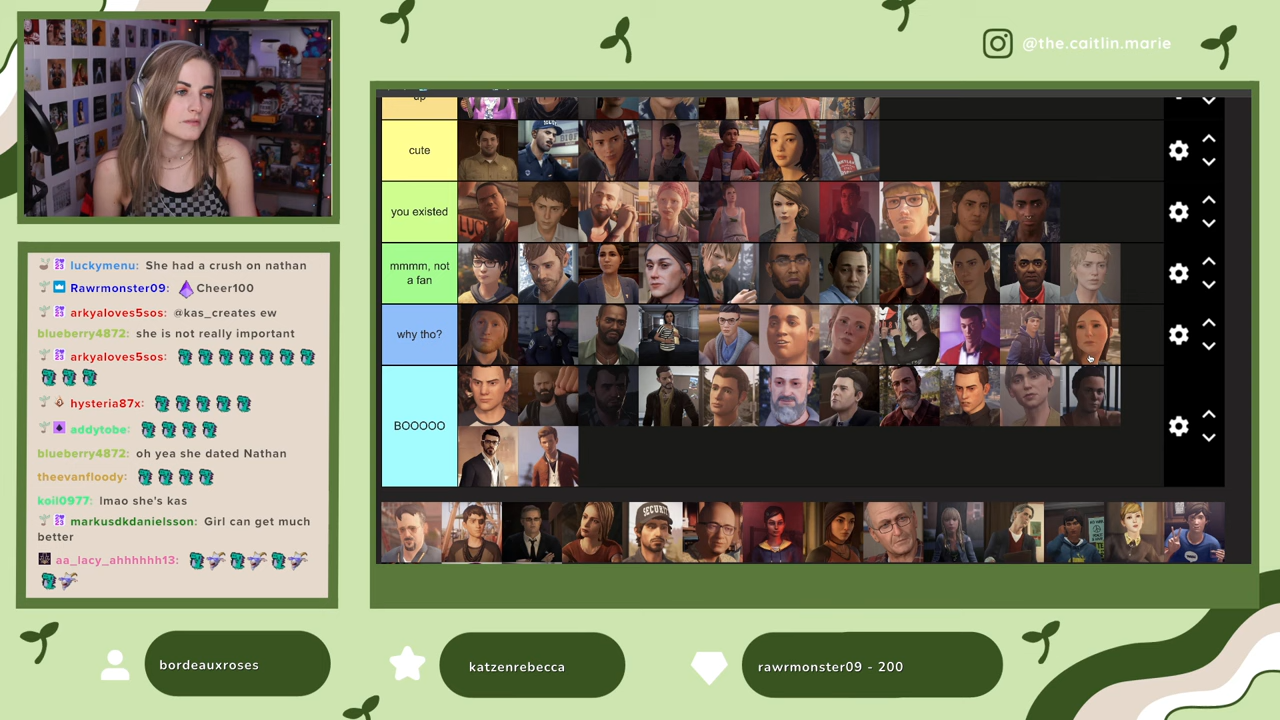 @the.caitlin.marie
up
cute
you existed
mmmm, not
a fan
why tho?
BOOOOO
SECURITY
luckymenu: She had a crush on nathan
Rawrmonster09: Cheer100
arkyaloves5sos: @kas_creates ew
blueberry4872: she is not really important
arkyaloves5sos:
hysteria87x:
addytobe:
blueberry4872: oh yea she dated Nathan
theevanfloody:
koil0977: lmao she's kas
markusdkdanielsson: Girl can get much
better
aa_lacy_ahhhhhh13:
bordeauxroses
katzenrebecca
rawrmonster09 - 200